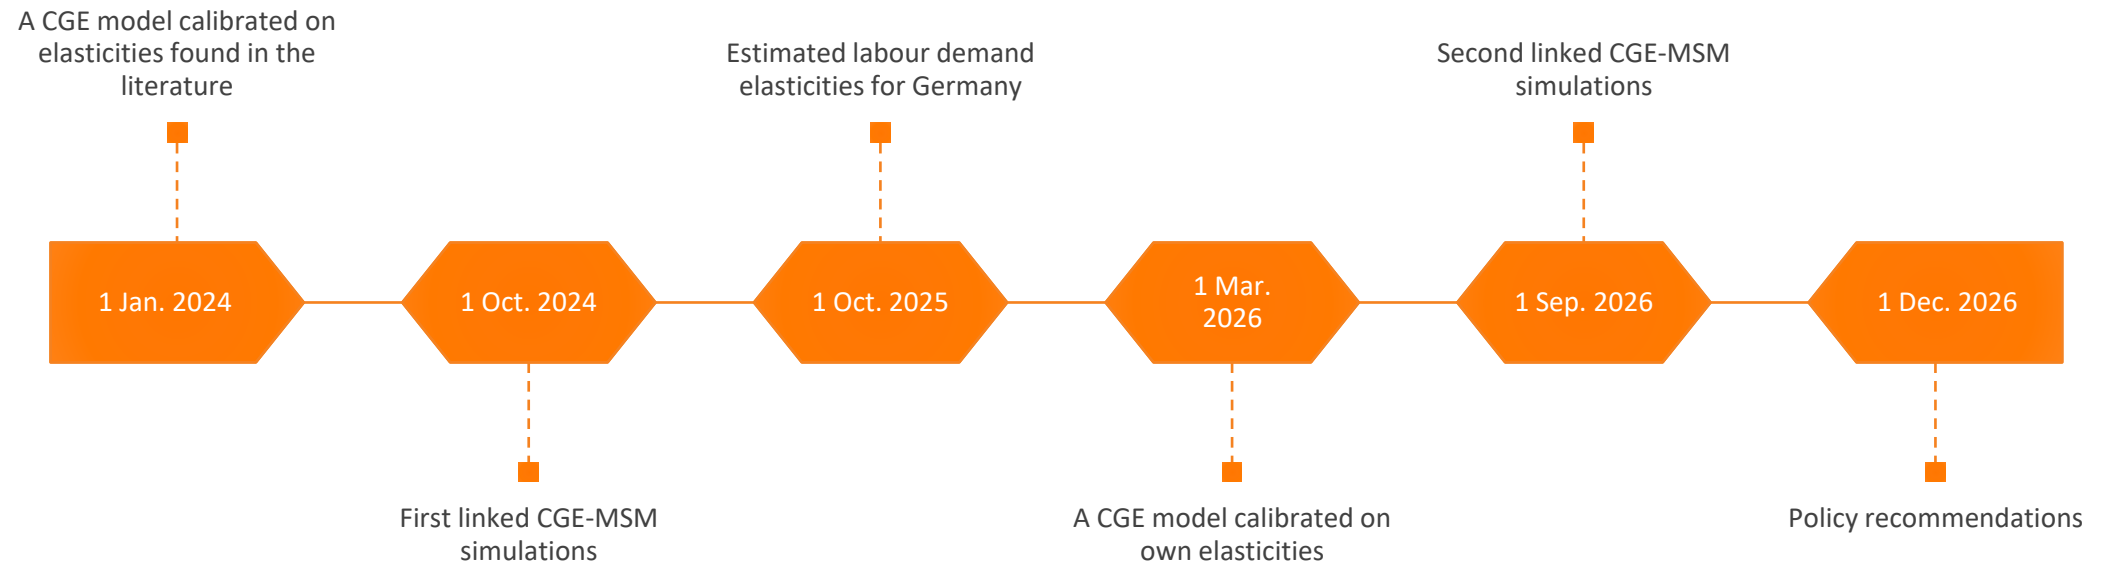 A CGE model calibrated on
elasticities found in the
literature
Estimated labour demand
elasticities for Germany
Second linked CGE-MSM
simulations
1 Jan. 2024
1 Oct. 2024
1 Oct. 2025
1 Mar.
2026
1 Sep. 2026
1 Dec. 2026
First linked CGE-MSM
simulations
A CGE model calibrated on
own elasticities
Policy recommendations